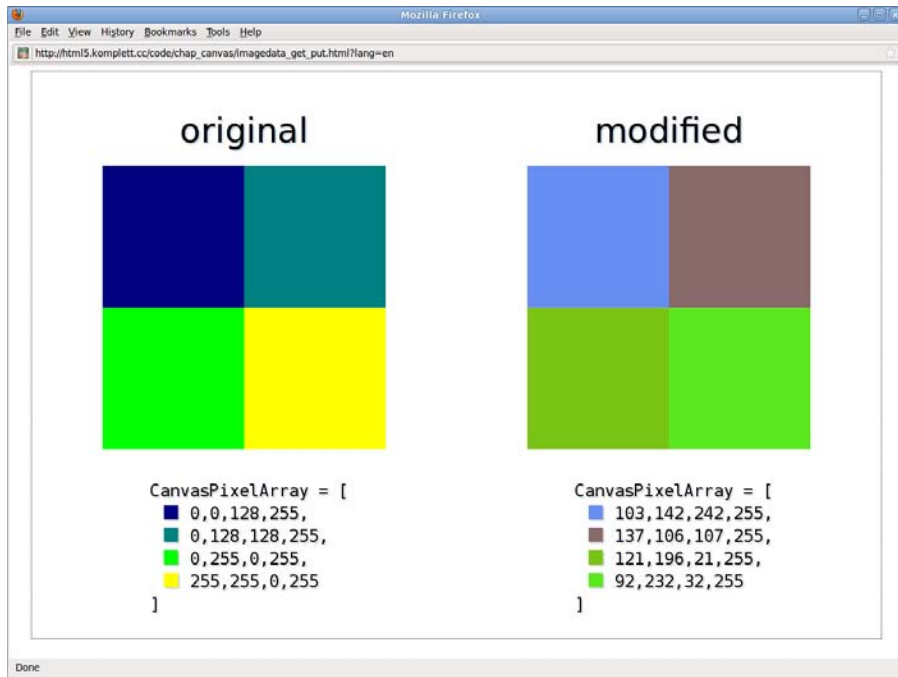 Mozilla Firefox
File Edit View History Bookmarks Tools Help
http://html5.komplett.cc/code/chap_canvas/imagedata_get_put.html?lang=en
original
modified
CanvasPixelArray = [
0,0,128,255,
0,128,128,255,
0,255,0,255,
255,255,0,255
]
CanvasPixelArray = [
103,142,242,255,
137,106,107,255,
121,196,21,255,
92,232,32,255
]
Done